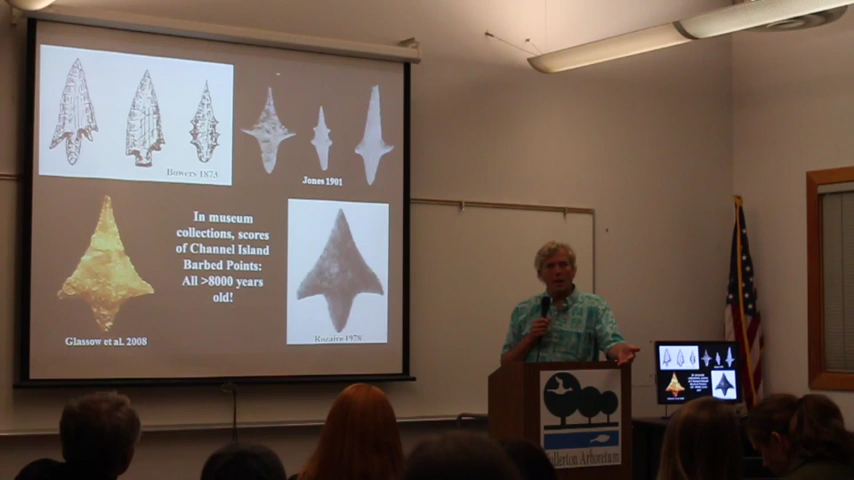 Bowers 1873
Jones 1901
In museum
collections, scores
of Channel Island
Barbed Points:
All >8000 years
old!
Glassow et al. 2008
Rozaire 1978
Fullerton Arboretum